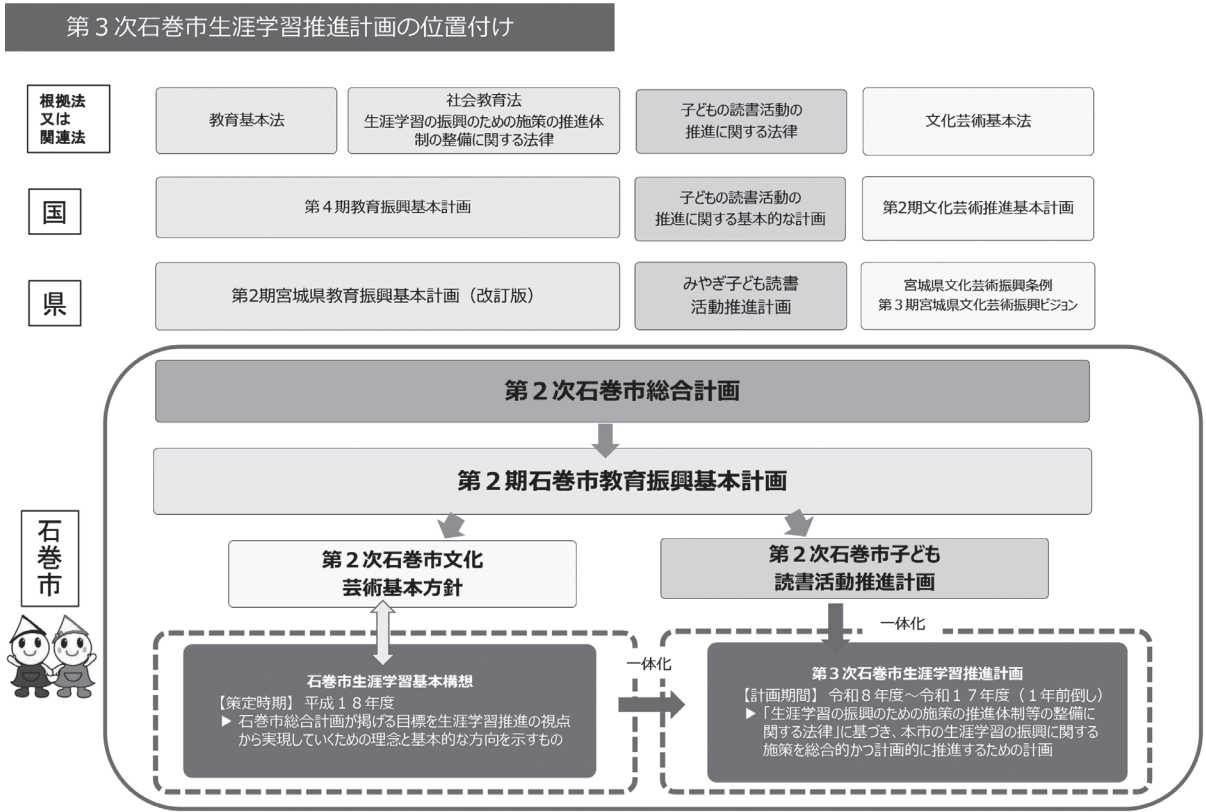 第３次石巻市生涯学習推進計画の位置付け
根拠法
又は
関連法
教育基本法
社会教育法
生涯学習の振興のための施策の推進体
制の整備に関する法律
子どもの読書活動の
推進に関する法律
文化芸術基本法
国
第４期教育振興基本計画
子どもの読書活動の
推進に関する基本的な計画
第2期文化芸術推進基本計画
県
第2期宮城県教育振興基本計画（改訂版）
みやぎ子ども読書
活動推進計画
宮城県文化芸術振興条例
第３期宮城県文化芸術振興ビジョン
石巻市
第２次石巻市総合計画
第２期石巻市教育振興基本計画
第２次石巻市文化
芸術基本方針
第２次石巻市子ども
読書活動推進計画
一体化
石巻市生涯学習基本構想
【策定時期】 平成１８年度
▶ 石巻市総合計画が掲げる目標を生涯学習推進の視点
から実現していくための理念と基本的な方向を示すもの
一体化
第３次石巻市生涯学習推進計画
【計画期間】 令和８年度～令和１７年度（１年前倒し）
▶ 「生涯学習の振興のための施策の推進体制等の整備に
関する法律」に基づき、本市の生涯学習の振興に関する
施策を総合的かつ計画的に推進するための計画